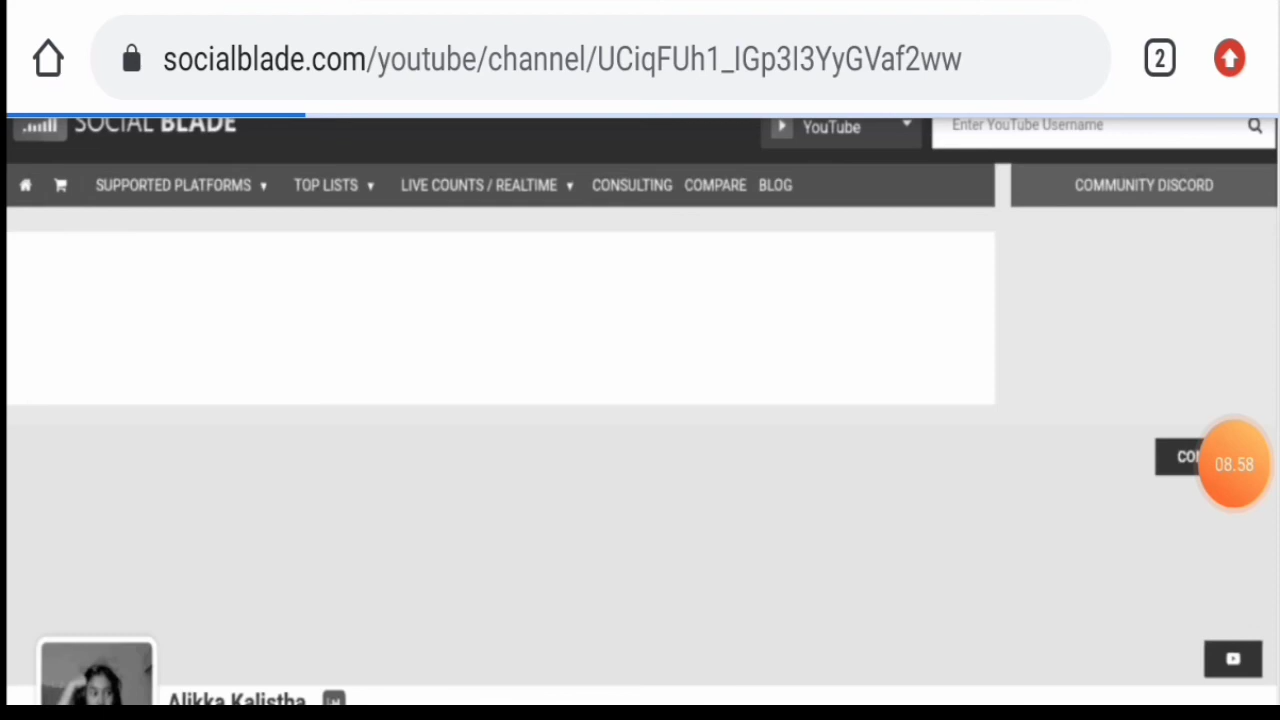 socialblade.com/youtube/channel/UCiqFUh1_IGp3I3YyGVaf2ww
2
SOCIAL BLADE
YouTube
Enter YouTube Username
SUPPORTED PLATFORMS ▼ TOP LISTS ▼ LIVE COUNTS / REALTIME ▼ CONSULTING COMPARE BLOG
COMMUNITY DISCORD
08.58
Alikka Kalistha